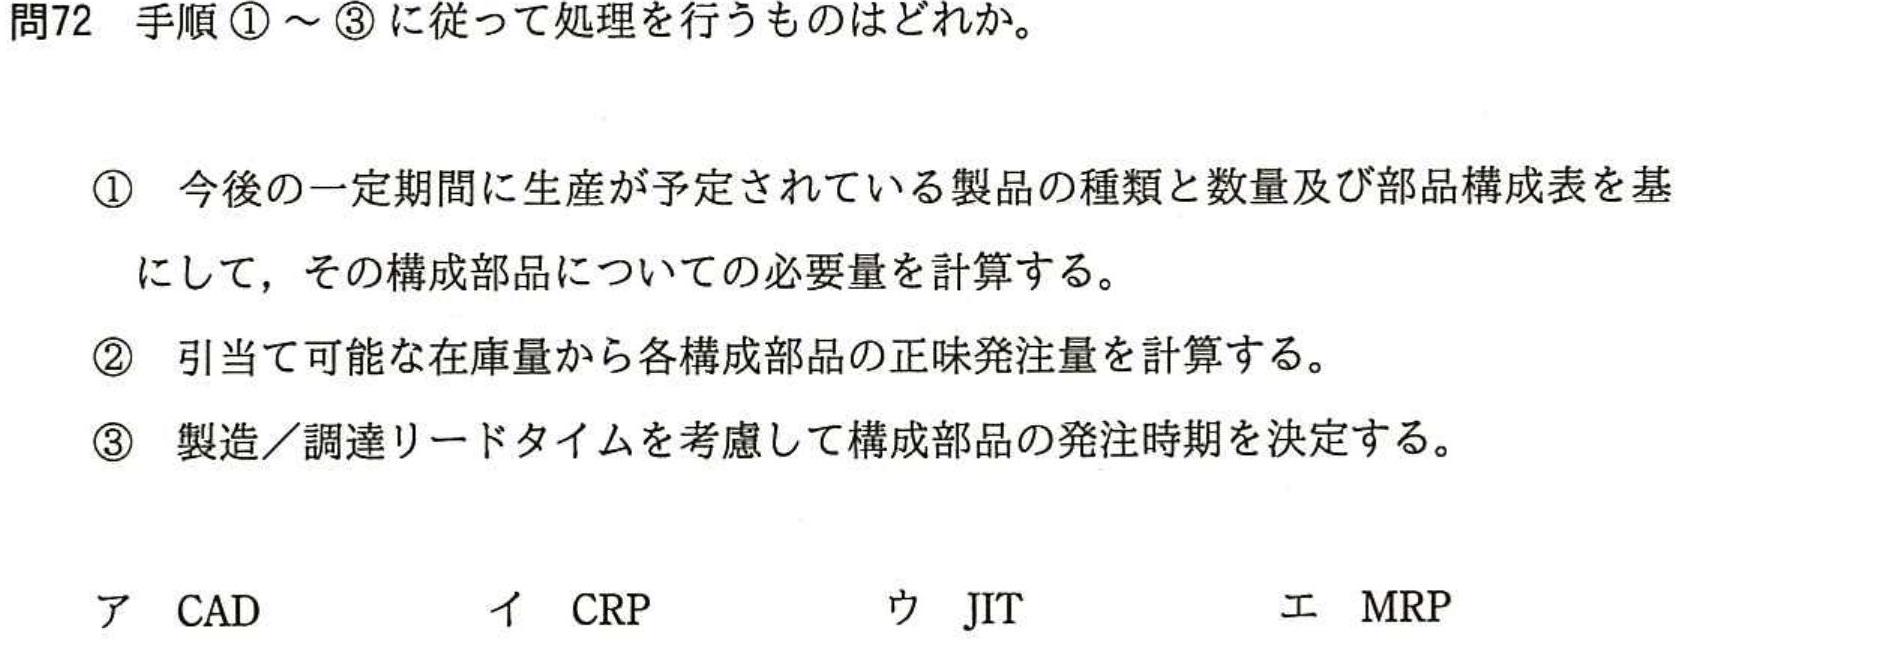 問72 手順 ① ～ ③ に従って処理を行うものはどれか。
① 今後の一定期間に生産が予定されている製品の種類と数量及び部品構成表を基
にして，その構成部品についての必要量を計算する。
② 引当て可能な在庫量から各構成部品の正味発注量を計算する。
③ 製造／調達リードタイムを考慮して構成部品の発注時期を決定する。
ア CAD イ CRP ウ JIT エ MRP